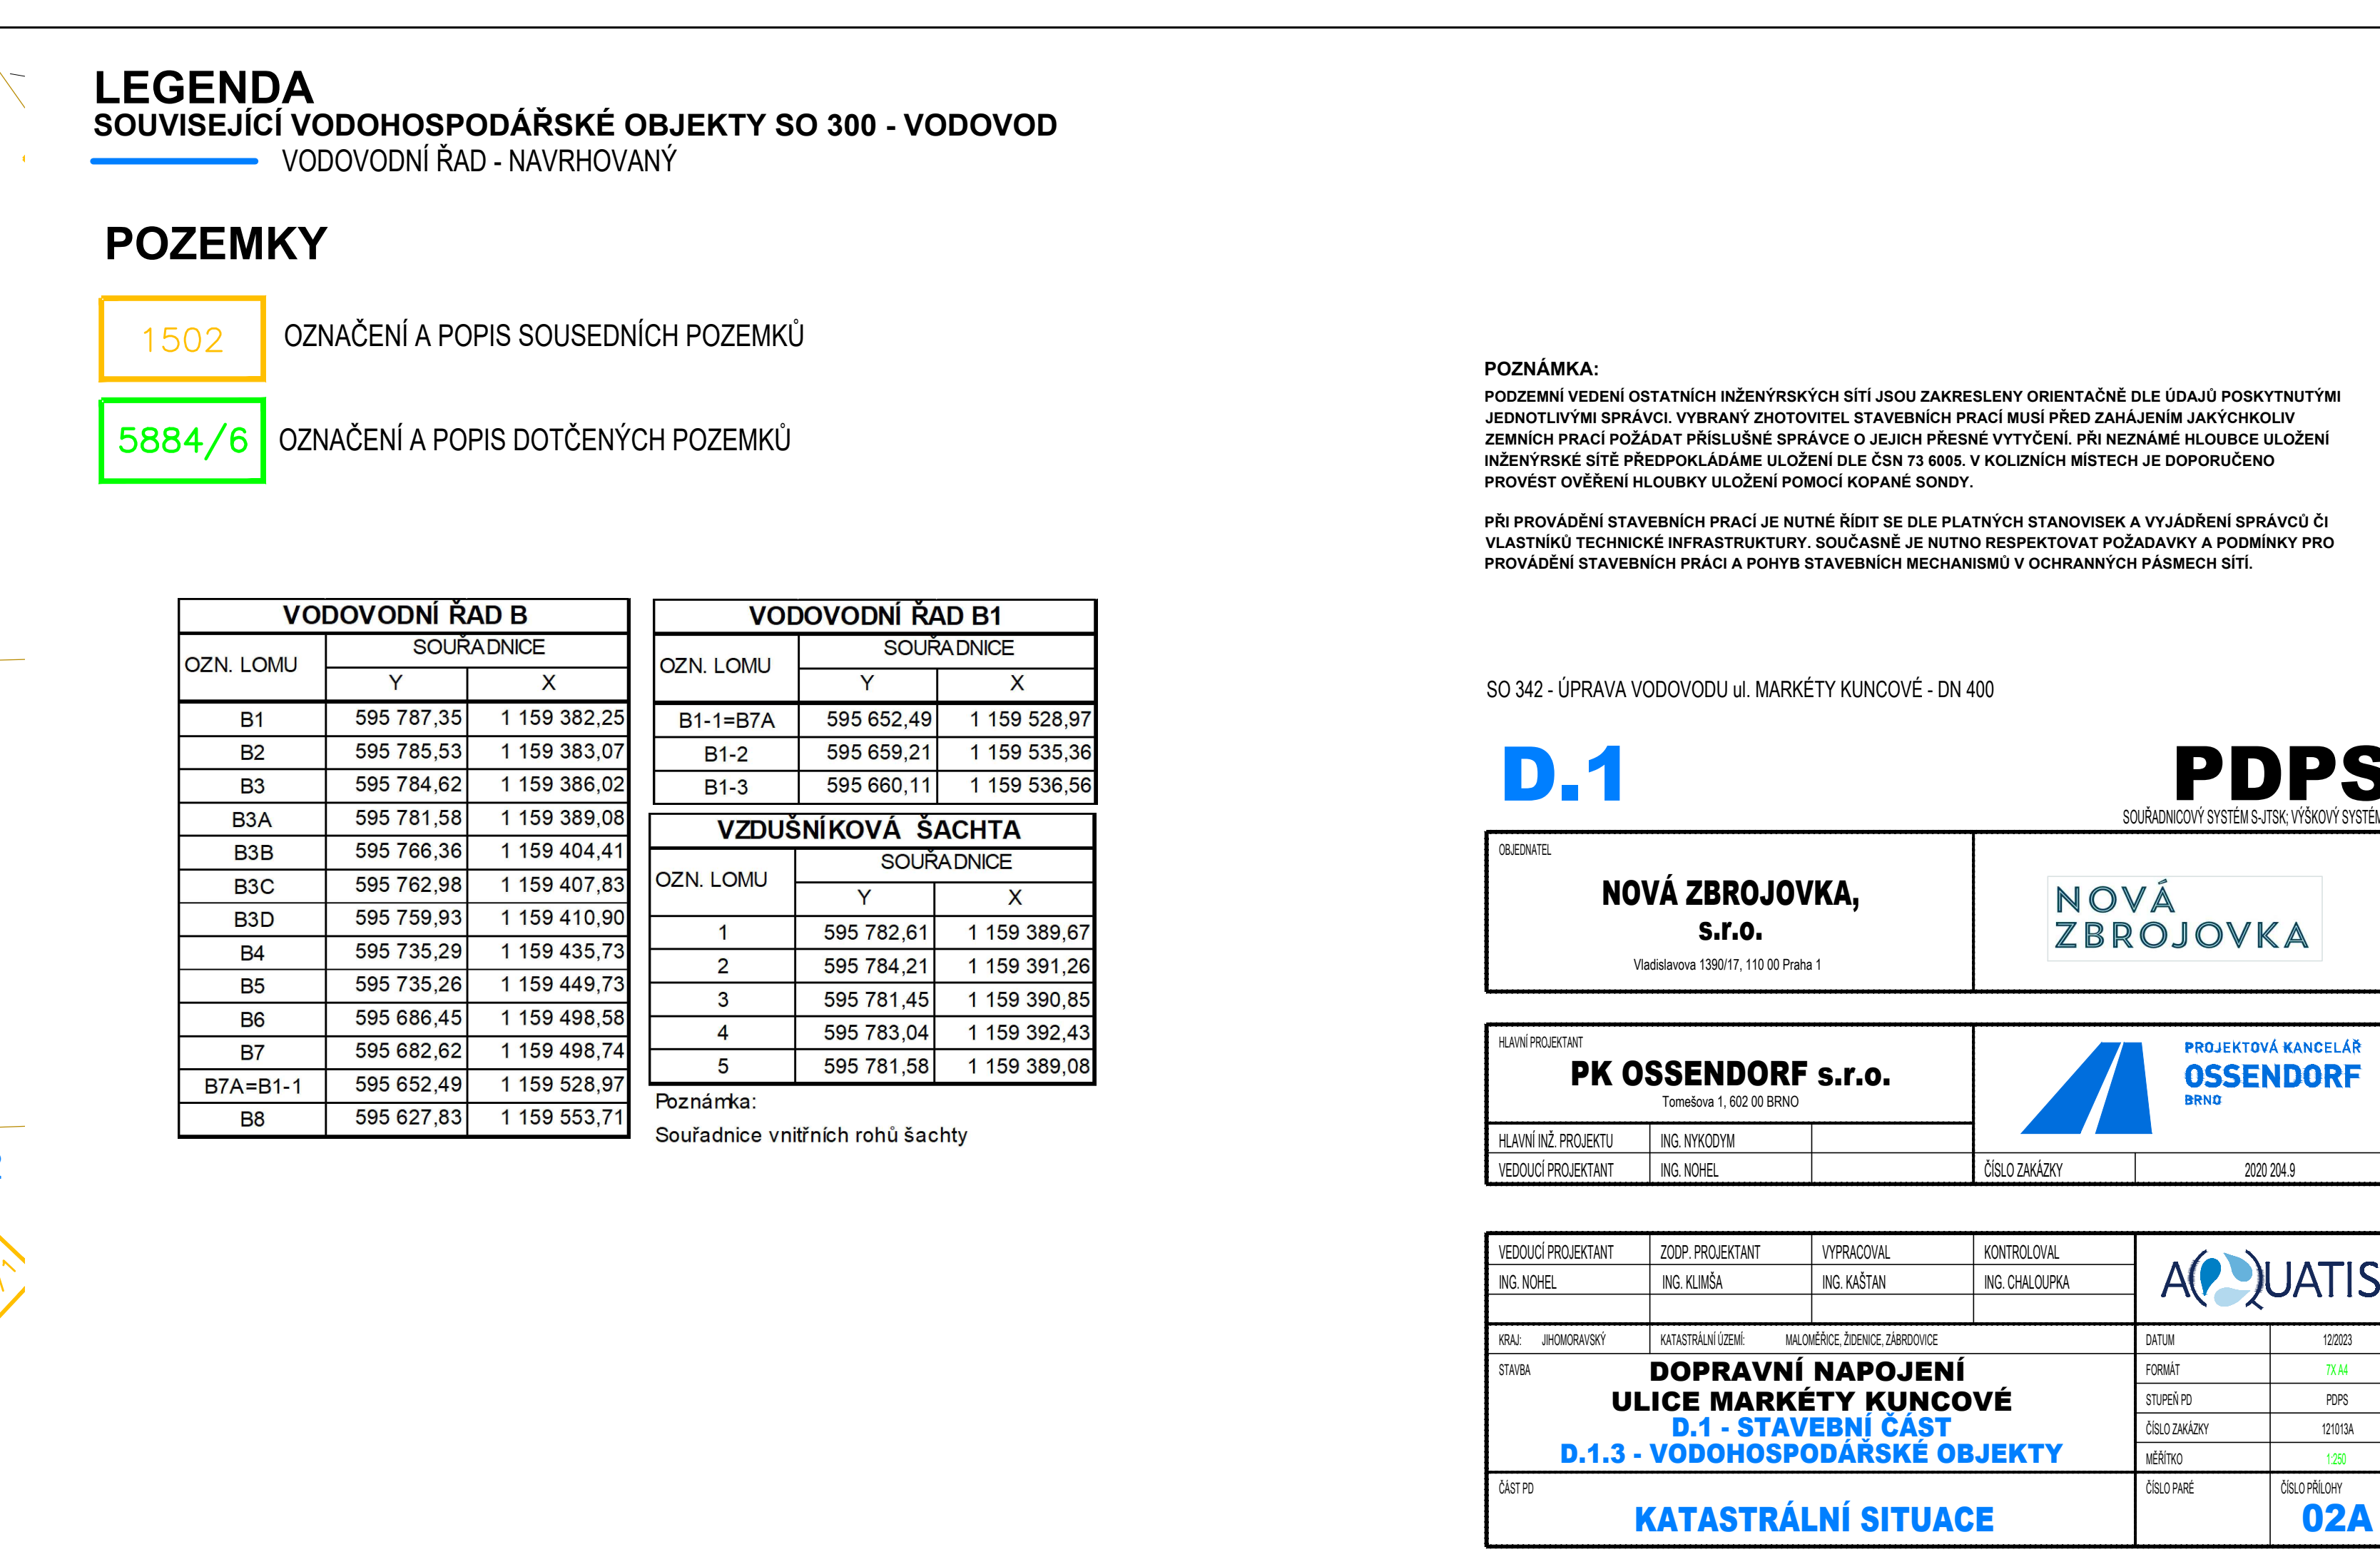 LEGENDA
SOUVISEJÍCÍ VODOHOSPODÁŘSKÉ OBJEKTY SO 300 - VODOVOD
VODOVODNÍ ŘAD - NAVRHOVANÝ
POZEMKY
1502 OZNAČENÍ A POPIS SOUSEDNÍCH POZEMKŮ
5884/6 OZNAČENÍ A POPIS DOTČENÝCH POZEMKŮ
VODOVODNÍ ŘAD B
OZN. LOMU SOUŘADNICE
Y X
B1 595 787,35 1 159 382,25
B2 595 785,53 1 159 383,07
B3 595 784,62 1 159 386,02
B3A 595 781,58 1 159 389,08
B3B 595 766,36 1 159 404,41
B3C 595 762,98 1 159 407,83
B3D 595 759,93 1 159 410,90
B4 595 735,29 1 159 435,73
B5 595 735,26 1 159 449,73
B6 595 686,45 1 159 498,58
B7 595 682,62 1 159 498,74
B7A=B1-1 595 652,49 1 159 528,97
B8 595 627,83 1 159 553,71
VODOVODNÍ ŘAD B1
OZN. LOMU SOUŘADNICE
Y X
B1-1=B7A 595 652,49 1 159 528,97
B1-2 595 659,21 1 159 535,36
B1-3 595 660,11 1 159 536,56
VZDUŠNÍKOVÁ ŠACHTA
OZN. LOMU SOUŘADNICE
Y X
1 595 782,61 1 159 389,67
2 595 784,21 1 159 391,26
3 595 781,45 1 159 390,85
4 595 783,04 1 159 392,43
5 595 781,58 1 159 389,08
Poznámka:
Souřadnice vnitřních rohů šachty
POZNÁMKA:
PODZEMNÍ VEDENÍ OSTATNÍCH INŽENÝRSKÝCH SÍTÍ JSOU ZAKRESLENY ORIENTAČNĚ DLE ÚDAJŮ POSKYTNUTÝMI
JEDNOTLIVÝMI SPRÁVCI. VYBRANÝ ZHOTOVITEL STAVEBNÍCH PRACÍ MUSÍ PŘED ZAHÁJENÍM JAKÝCHKOLIV
ZEMNÍCH PRACÍ POŽÁDAT PŘÍSLUŠNÉ SPRÁVCE O JEJICH PŘESNÉ VYTYČENÍ. PŘI NEZNÁMÉ HLOUBCE ULOŽENÍ
INŽENÝRSKÉ SÍTĚ PŘEDPOKLÁDÁME ULOŽENÍ DLE ČSN 73 6005. V KOLIZNÍCH MÍSTECH JE DOPORUČENO
PROVÉST OVĚŘENÍ HLOUBKY ULOŽENÍ POMOCÍ KOPANÉ SONDY.
PŘI PROVÁDĚNÍ STAVEBNÍCH PRACÍ JE NUTNÉ ŘÍDIT SE DLE PLATNÝCH STANOVISEK A VYJÁDŘENÍ SPRÁVCŮ ČI
VLASTNÍKŮ TECHNICKÉ INFRASTRUKTURY. SOUČASNĚ JE NUTNO RESPEKTOVAT POŽADAVKY A PODMÍNKY PRO
PROVÁDĚNÍ STAVEBNÍCH PRÁCI A POHYB STAVEBNÍCH MECHANISMŮ V OCHRANNÝCH PÁSMECH SÍTÍ.
SO 342 - ÚPRAVA VODOVODU ul. MARKÉTY KUNCOVÉ - DN 400
D.1 PDPS
SOUŘADNICOVÝ SYSTÉM S-JTSK; VÝŠKOVÝ SYSTÉM
OBJEDNATEL
NOVÁ ZBROJOVKA,
s.r.o.
Vladislavova 1390/17, 110 00 Praha 1
NOVÁ
ZBROJOVKA
HLAVNÍ PROJEKTANT
PK OSSENDORF s.r.o.
Tomešova 1, 602 00 BRNO
PROJEKTOVÁ KANCELÁŘ
OSSENDORF
BRNO
HLAVNÍ INŽ. PROJEKTU ING. NYKODYM
VEDOUCÍ PROJEKTANT ING. NOHEL ČÍSLO ZAKÁZKY 2020 204.9
VEDOUCÍ PROJEKTANT ZODP. PROJEKTANT VYPRACOVAL KONTROLOVAL
ING. NOHEL ING. KLIMŠA ING. KAŠTAN ING. CHALOUPKA
AQUATIS
KRAJ: JIHOMORAVSKÝ KATASTRÁLNÍ ÚZEMÍ: MALOMĚŘICE, ŽIDENICE, ZÁBRDOVICE
DATUM 12/2023
STAVBA
DOPRAVNÍ NAPOJENÍ
ULICE MARKÉTY KUNCOVÉ
D.1 - STAVEBNÍ ČÁST
D.1.3 - VODOHOSPODÁŘSKÉ OBJEKTY
FORMÁT 7X A4
STUPEŇ PD PDPS
ČÍSLO ZAKÁZKY 121013A
MĚŘÍTKO 1:250
ČÁST PD
KATASTRÁLNÍ SITUACE
ČÍSLO PARÉ
ČÍSLO PŘÍLOHY
02A